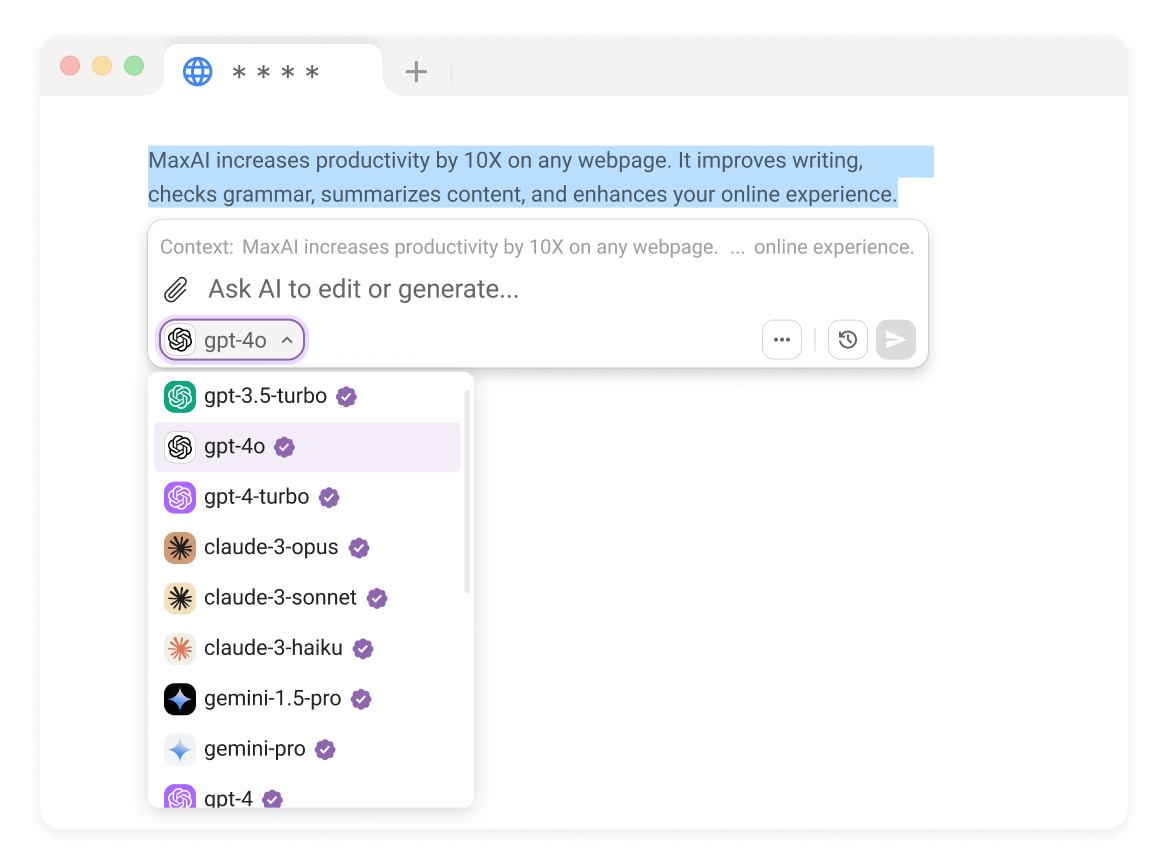 * * * *
MaxAI increases productivity by 10X on any webpage. It improves writing,
checks grammar, summarizes content, and enhances your online experience.
Context: MaxAI increases productivity by 10X on any webpage. ... online experience.
Ask AI to edit or generate...
gpt-4o
gpt-3.5-turbo
gpt-4o
gpt-4-turbo
claude-3-opus
claude-3-sonnet
claude-3-haiku
gemini-1.5-pro
gemini-pro
gpt-4